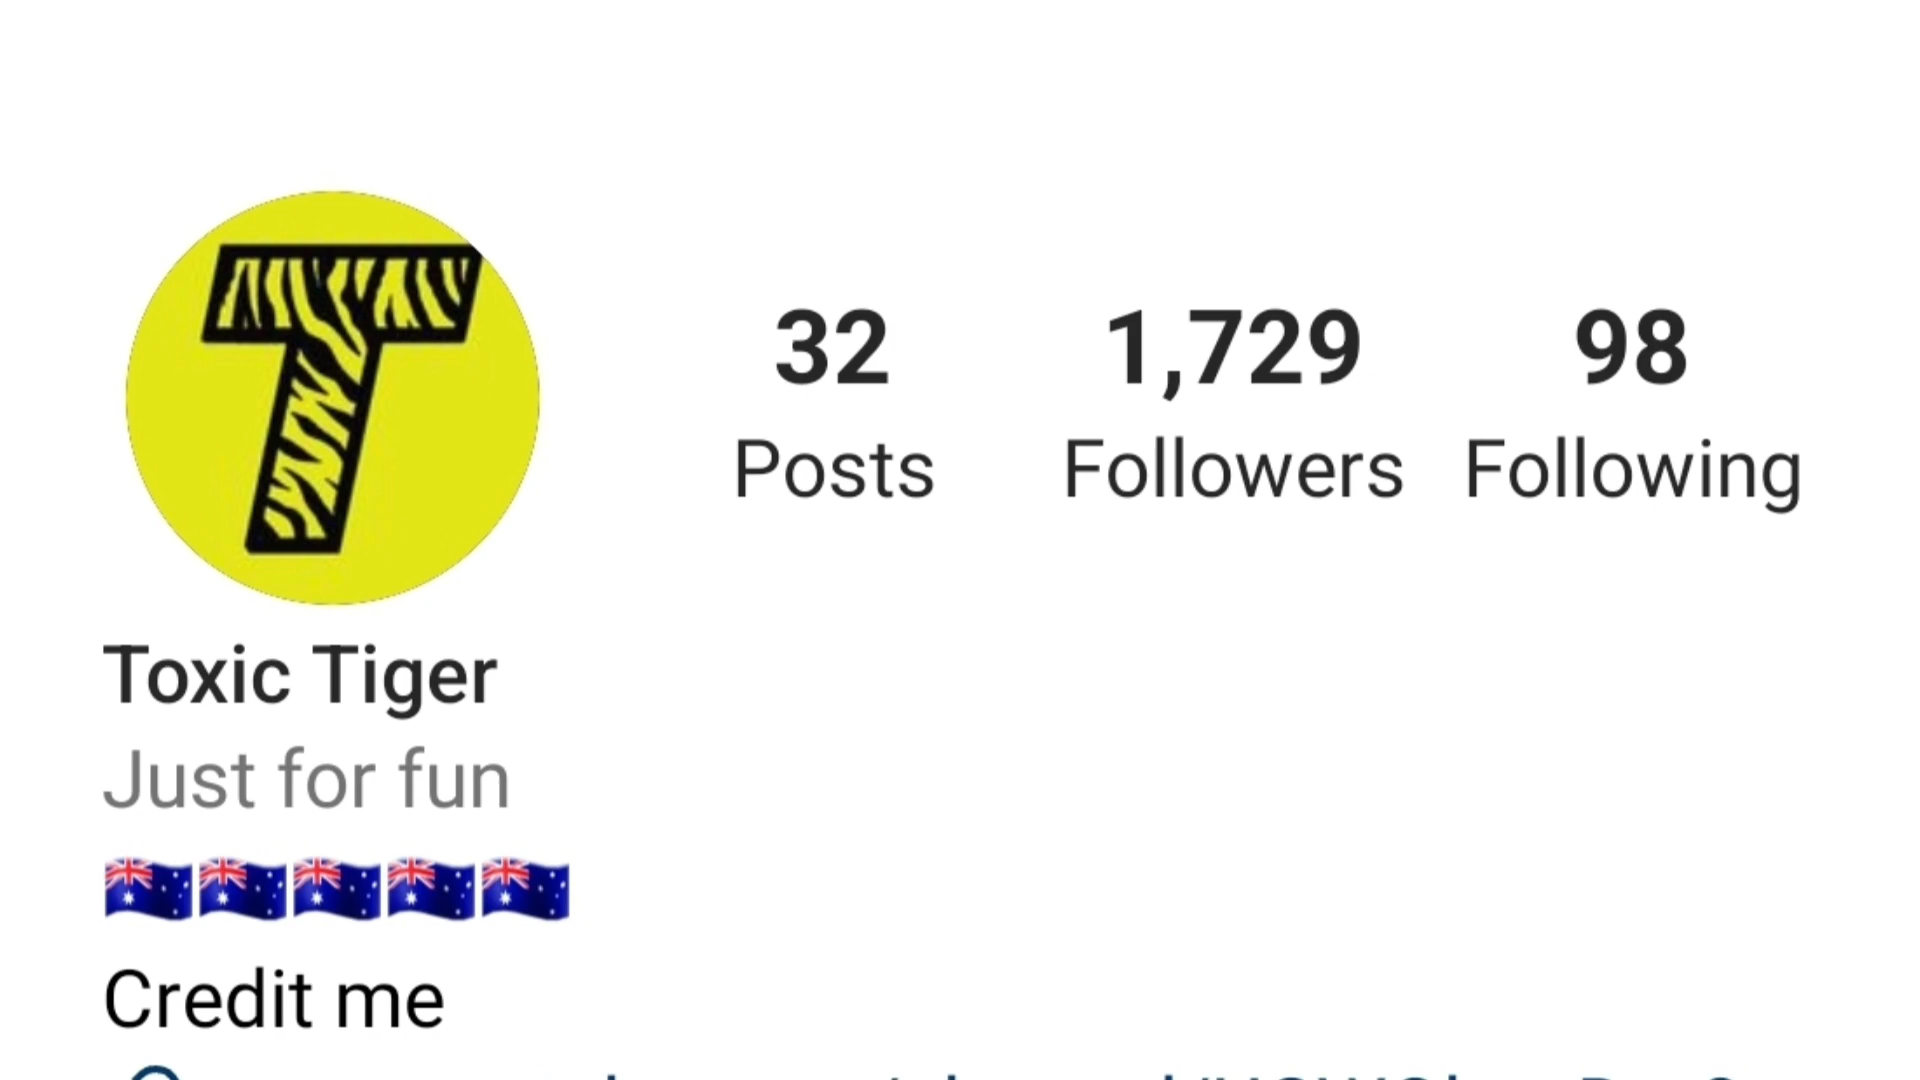 T
32 1,729 98
Posts Followers Following
Toxic Tiger
Just for fun
🇦🇺🇦🇺🇦🇺🇦🇺🇦🇺
Credit me